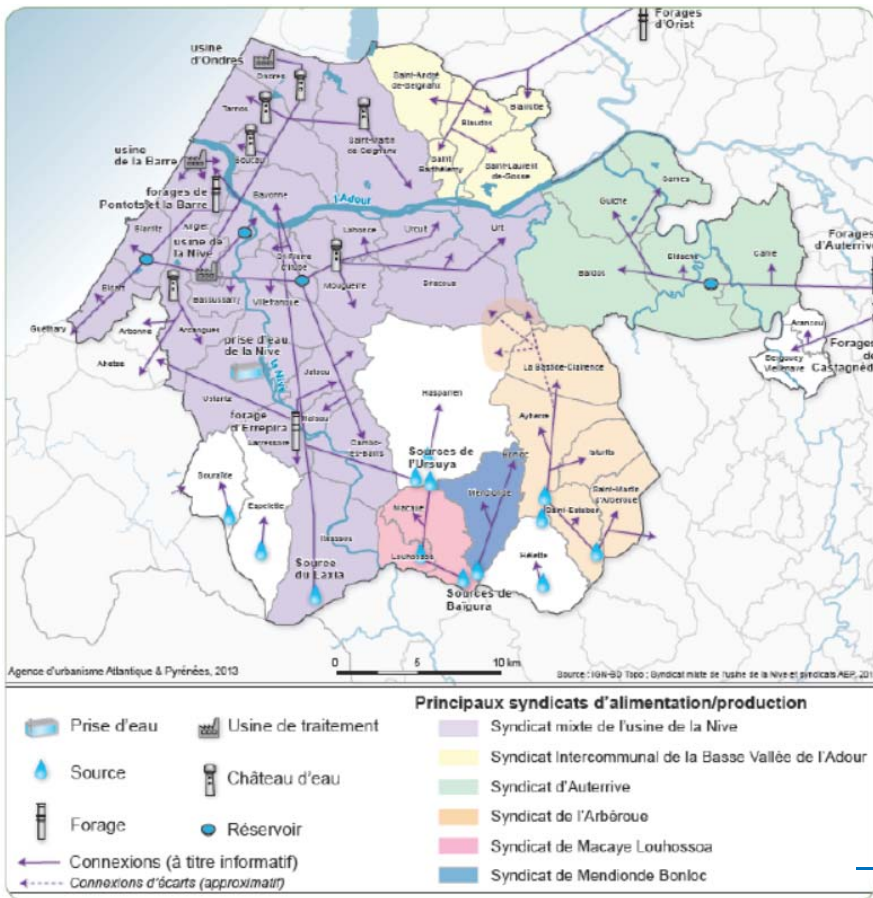 Forages
d'Orist
usine
d'Ondres
Ondres
Tarnos
Saint-André
de-Seignanx
Biarrotte
Biaudos
Saint-Martin
de Seignanx
Saint
Barthélemy
Saint-Laurent
de-Gosse
usine
de la Barre
Boucau
forages de
Pontots et la Barre
Bayonne
l'Adour
Sames
Guiche
Biarritz
Anglet
usine de
la Nive
Lahonce
Urcuit
Urt
St Pierre
d'Irube
Mouguerre
Bidache
Came
Forages
d'Auterrive
Bardos
Bidart
Bassussarry
Villefranque
Briscous
Guéthary
Arbonne
Arcangues
Ahetze
prise d'eau
de la Nive
la Nive
Arancou
Bergouey
Viellenave
Forages
de
Castagnède
Jatxou
La Bastide-Clairence
Ustaritz
Hasparren
forage
d'Errepira
Halsou
Larressore
Ayherre
Cambo-
les-Bains
Sources de
l'Ursuya
Bonloc
Isturits
Souraïde
Espelette
Macaye
Mendionde
Saint-Martin
d'Arberoue
Saint-Esteben
Itxassou
Louhossoa
Hélette
Source
du Laxia
Sources de
Baïgura
Agence d'urbanisme Atlantique & Pyrénées, 2013
0 5 10 km
Source : IGN-BD Topo ; Syndicat mixte de l'usine de la Nive et syndicats AEP, 201
Principaux syndicats d'alimentation/production
Prise d'eau
Usine de traitement
Syndicat mixte de l'usine de la Nive
Syndicat Intercommunal de la Basse Vallée de l'Adour
Source
Château d'eau
Syndicat d'Auterrive
Syndicat de l'Arbéroue
Forage
Réservoir
Syndicat de Macaye Louhossoa
Connexions (à titre informatif)
Syndicat de Mendionde Bonloc
Connexions d'écarts (approximatif)